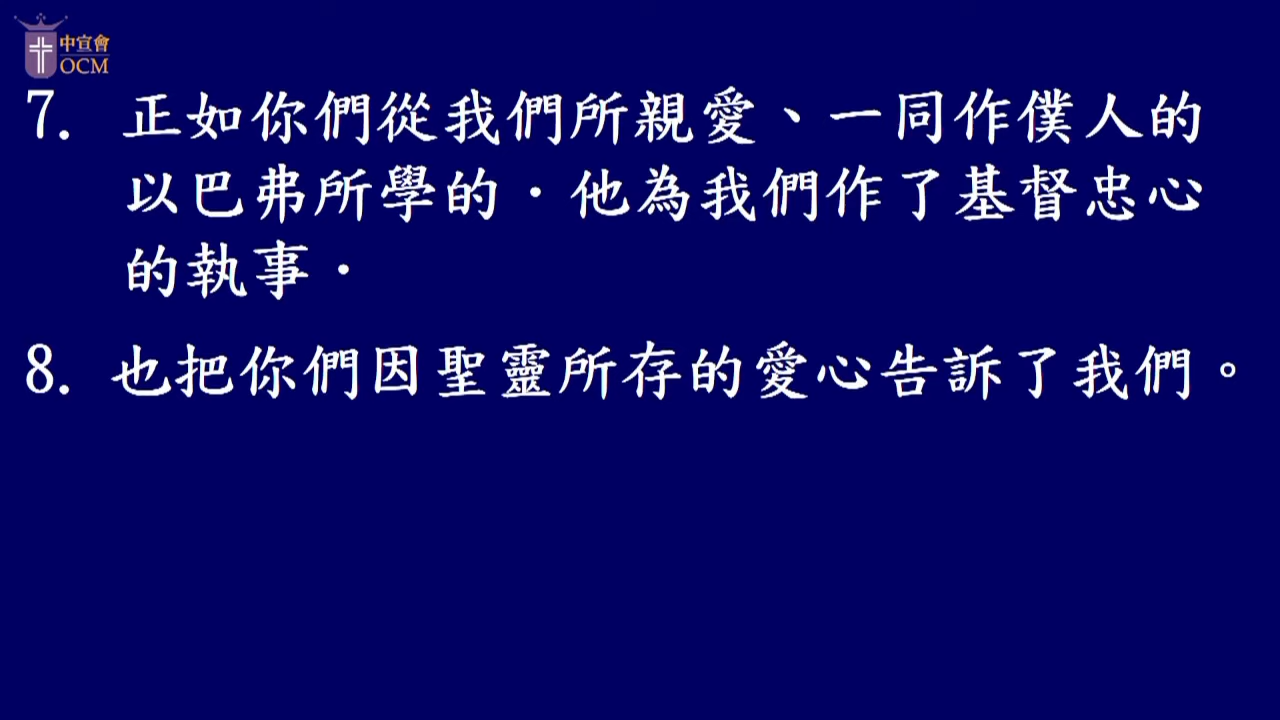 中宣會
OCM
7. 正如你們從我們所親愛、一同作僕人的
以巴弗所學的．他為我們作了基督忠心
的執事．
8. 也把你們因聖靈所存的愛心告訴了我們。